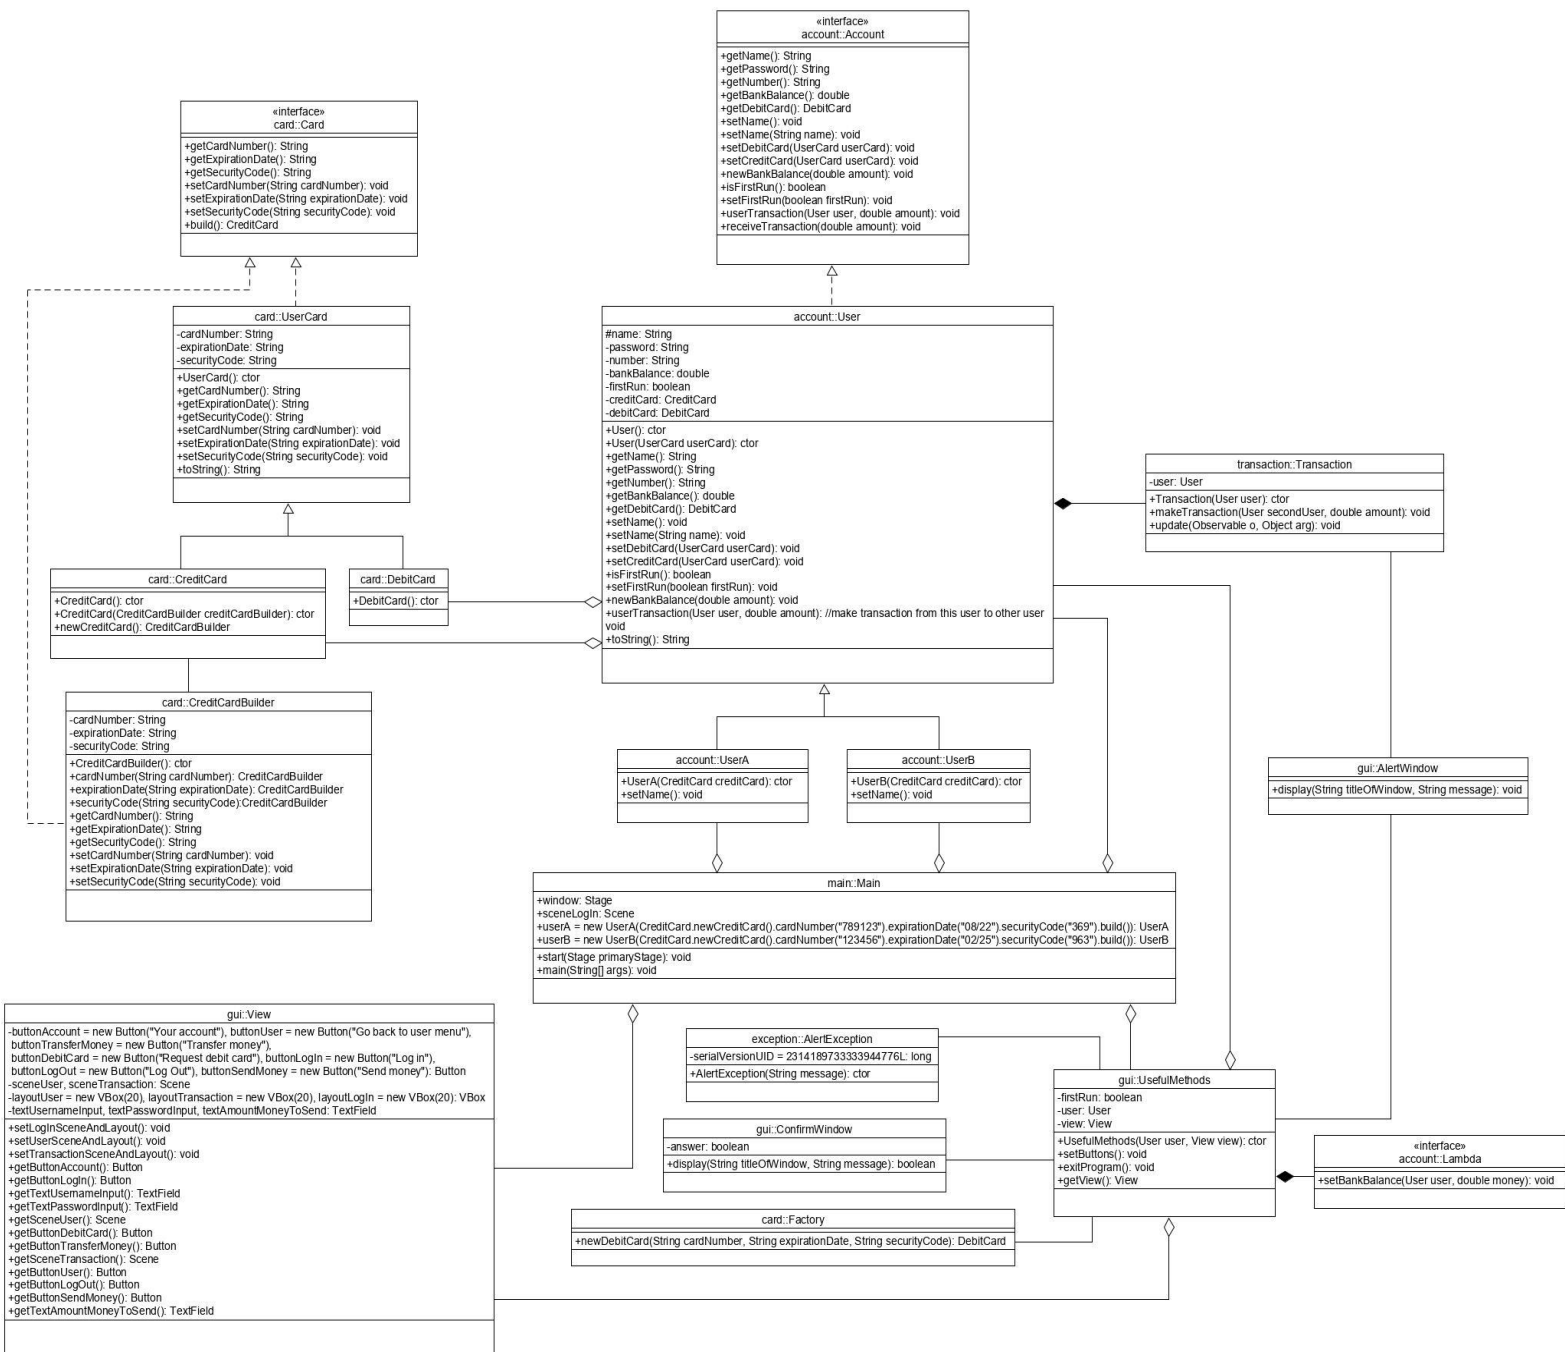 «interface»
account::Account
+getName(): String
+getPassword(): String
+getNumber(): String
+getBankBalance(): double
+getDebitCard(): DebitCard
+setName(): void
+setName(String name): void
+setDebitCard(UserCard userCard): void
+setCreditCard(UserCard userCard): void
+newBankBalance(double amount): void
+isFirstRun(): boolean
+setFirstRun(boolean firstRun): void
+userTransaction(User user, double amount): void
+receiveTransaction(double amount): void
«interface»
card::Card
+getCardNumber(): String
+getExpirationDate(): String
+getSecurityCode(): String
+setCardNumber(String cardNumber): void
+setExpirationDate(String expirationDate): void
+setSecurityCode(String securityCode): void
+build(): CreditCard
card::UserCard
-cardNumber: String
-expirationDate: String
-securityCode: String
+UserCard(): ctor
+getCardNumber(): String
+getExpirationDate(): String
+getSecurityCode(): String
+setCardNumber(String cardNumber): void
+setExpirationDate(String expirationDate): void
+setSecurityCode(String securityCode): void
+toString(): String
account::User
#name: String
-password: String
-number: String
-bankBalance: double
-firstRun: boolean
-creditCard: CreditCard
-debitCard: DebitCard
+User(): ctor
+User(UserCard userCard): ctor
+getName(): String
+getPassword(): String
+getNumber(): String
+getBankBalance(): double
+getDebitCard(): DebitCard
+setName(): void
+setName(String name): void
+setDebitCard(UserCard userCard): void
+setCreditCard(UserCard userCard): void
+isFirstRun(): boolean
+setFirstRun(boolean firstRun): void
+newBankBalance(double amount): void
+userTransaction(User user, double amount): //make transaction from this user to other user
void
+toString(): String
transaction::Transaction
-user: User
+Transaction(User user): ctor
+makeTransaction(User secondUser, double amount): void
+update(Observable o, Object arg): void
card::CreditCard
+CreditCard(): ctor
+CreditCard(CreditCardBuilder creditCardBuilder): ctor
+newCreditCard(): CreditCardBuilder
card::DebitCard
+DebitCard(): ctor
card::CreditCardBuilder
-cardNumber: String
-expirationDate: String
-securityCode: String
+CreditCardBuilder(): ctor
+cardNumber(String cardNumber): CreditCardBuilder
+expirationDate(String expirationDate): CreditCardBuilder
+securityCode(String securityCode):CreditCardBuilder
+getCardNumber(): String
+getExpirationDate(): String
+getSecurityCode(): String
+setCardNumber(String cardNumber): void
+setExpirationDate(String expirationDate): void
+setSecurityCode(String securityCode): void
account::UserA
+UserA(CreditCard creditCard): ctor
+setName(): void
account::UserB
+UserB(CreditCard creditCard): ctor
+setName(): void
gui::AlertWindow
+display(String titleOfWindow, String message): void
main::Main
+window: Stage
+sceneLogIn: Scene
+userA = new UserA(CreditCard.newCreditCard().cardNumber("789123").expirationDate("08/22").securityCode("369").build()): UserA
+userB = new UserB(CreditCard.newCreditCard().cardNumber("123456").expirationDate("02/25").securityCode("963").build()): UserB
+start(Stage primaryStage): void
+main(String[] args): void
gui::View
-buttonAccount = new Button("Your account"), buttonUser = new Button("Go back to user menu"),
buttonTransferMoney = new Button("Transfer money"),
buttonDebitCard = new Button("Request debit card"), buttonLogIn = new Button("Log in"),
buttonLogOut = new Button("Log Out"), buttonSendMoney = new Button("Send money"): Button
-sceneUser, sceneTransaction: Scene
-layoutUser = new VBox(20), layoutTransaction = new VBox(20), layoutLogIn = new VBox(20): VBox
-textUsernameInput, textPasswordInput, textAmountMoneyToSend: TextField
+setLogInSceneAndLayout(): void
+setUserSceneAndLayout(): void
+setTransactionSceneAndLayout(): void
+getButtonAccount(): Button
+getButtonLogIn(): Button
+getTextUsernameInput(): TextField
+getTextPasswordInput(): TextField
+getSceneUser(): Scene
+getButtonDebitCard(): Button
+getButtonTransferMoney(): Button
+getSceneTransaction(): Scene
+getButtonUser(): Button
+getButtonLogOut(): Button
+getButtonSendMoney(): Button
+getTextAmountMoneyToSend(): TextField
exception::AlertException
-serialVersionUID = 2314189733333944776L: long
+AlertException(String message): ctor
gui::ConfirmWindow
-answer: boolean
+display(String titleOfWindow, String message): boolean
gui::UsefulMethods
-firstRun: boolean
-user: User
-view: View
+UsefulMethods(User user, View view): ctor
+setButtons(): void
+exitProgram(): void
+getView(): View
«interface»
account::Lambda
+setBankBalance(User user, double money): void
card::Factory
+newDebitCard(String cardNumber, String expirationDate, String securityCode): DebitCard